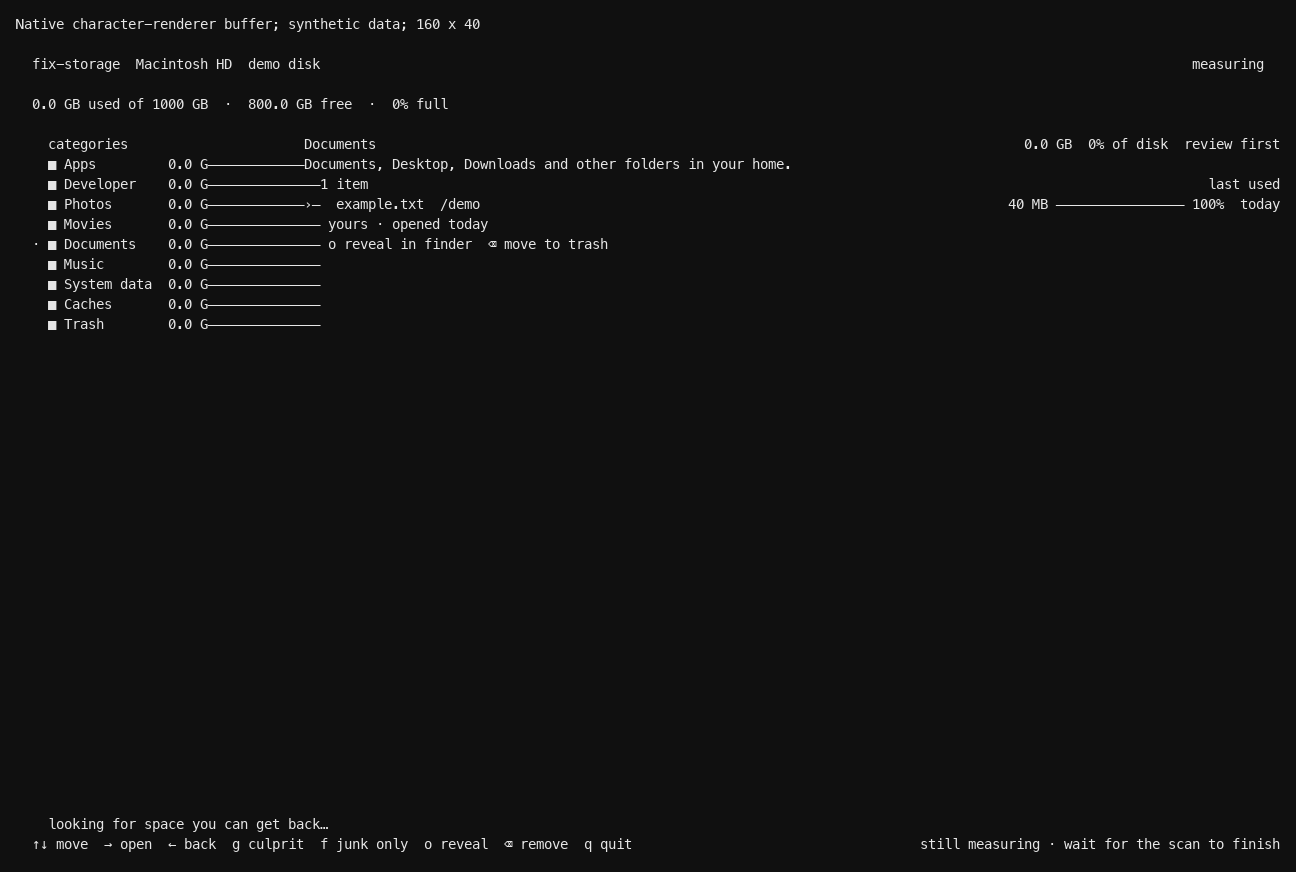 Native character–renderer buffer; synthetic data; 160 x 40
fix–storage  Macintosh HD  demo disk  measuring
0.0 GB used of 1000 GB  ·  800.0 GB free  ·  0% full
categories  Documents  0.0 GB  0% of disk  review first
■ Apps  0.0 G────────────Documents, Desktop, Downloads and other folders in your home.
■ Developer  0.0 G──────────────1 item  last used
■ Photos  0.0 G────────────›─  example.txt  /demo  40 MB ──────────────── 100%  today
■ Movies  0.0 G────────────── yours · opened today
· ■ Documents  0.0 G────────────── o reveal in finder  ⌫ move to trash
■ Music  0.0 G──────────────
■ System data  0.0 G──────────────
■ Caches  0.0 G──────────────
■ Trash  0.0 G──────────────
looking for space you can get back…
↑↓ move  → open  ← back  g culprit  f junk only  o reveal  ⌫ remove  q quit  still measuring · wait for the scan to finish